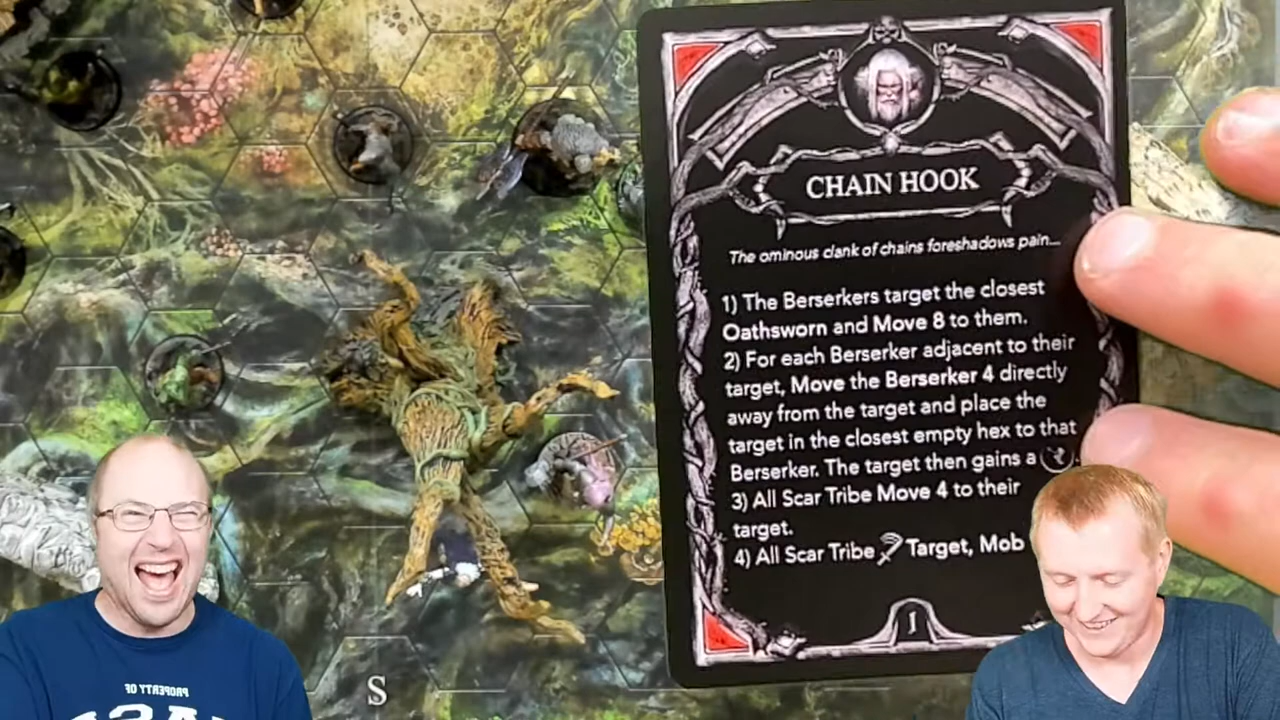 CHAIN HOOK
The ominous clank of chains foreshadows pain...
1) The Berserkers target the closest
Oathsworn and Move 8 to them.
2) For each Berserker adjacent to their
target, Move the Berserker 4 directly
away from the target and place the
target in the closest empty hex to that
Berserker. The target then gains a
3) All Scar Tribe Move 4 to their
target.
4) All Scar Tribe Target, Mob
I
S
PROPERTY OF